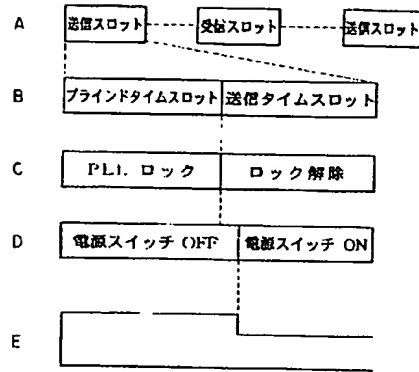 A 送信スロット 受信スロット 送信スロット
B ブラインドタイムスロット 送信タイムスロット
C PLL ロック ロック解除
D 電源スイッチ OFF 電源スイッチ ON
E